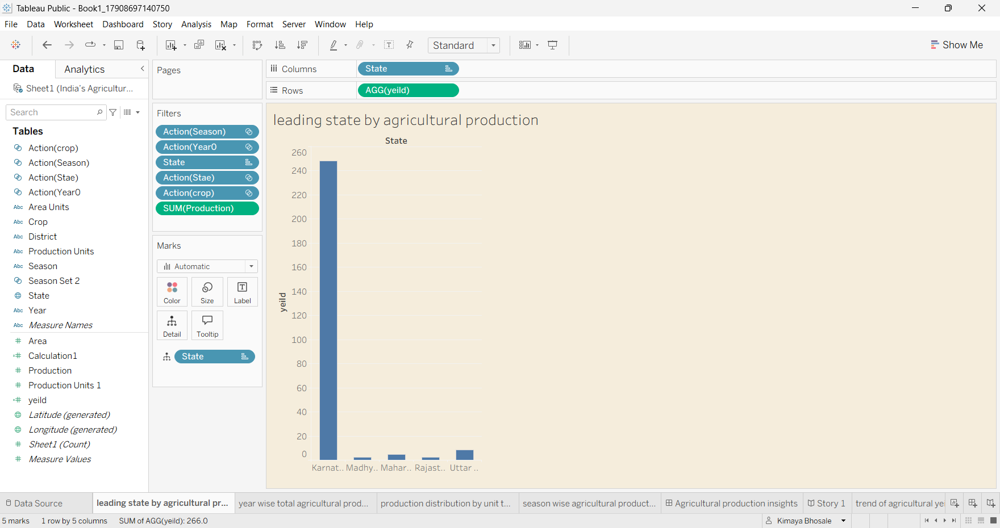 Tableau Public - Book1_17908697140750
File Data Worksheet Dashboard Story Analysis Map Format Server Window Help
Standard
Show Me
Data
Analytics
Sheet1 (India's Agricultur...
Search
Tables
Action(crop)
Action(Season)
Action(Stae)
Action(Year0
Abc Area Units
Abc Crop
Abc District
Abc Production Units
Abc Season
Season Set 2
State
Abc Year
Abc Measure Names
Area
Calculation1
Production
Production Units 1
yeild
Latitude (generated)
Longitude (generated)
Sheet1 (Count)
Measure Values
Pages
Filters
Action(Season)
Action(Year0
State
Action(Stae)
Action(crop)
SUM(Production)
Marks
Automatic
Color
Size
Label
Detail
Tooltip
State
Columns
State
Rows
AGG(yeild)
leading state by agricultural production
State
260
240
220
200
180
160
140
120
100
80
60
40
20
0
yeild
Karnat.. Madhy.. Mahar.. Rajast.. Uttar ..
Data Source
leading state by agricultural pr...
year wise total agricultural prod...
production distribution by unit t...
season wise agricultural product...
Agricultural production insights
Story 1
trend of agricultural yei
5 marks 1 row by 5 columns SUM of AGG(yeild): 266.0
Kimaya Bhosale